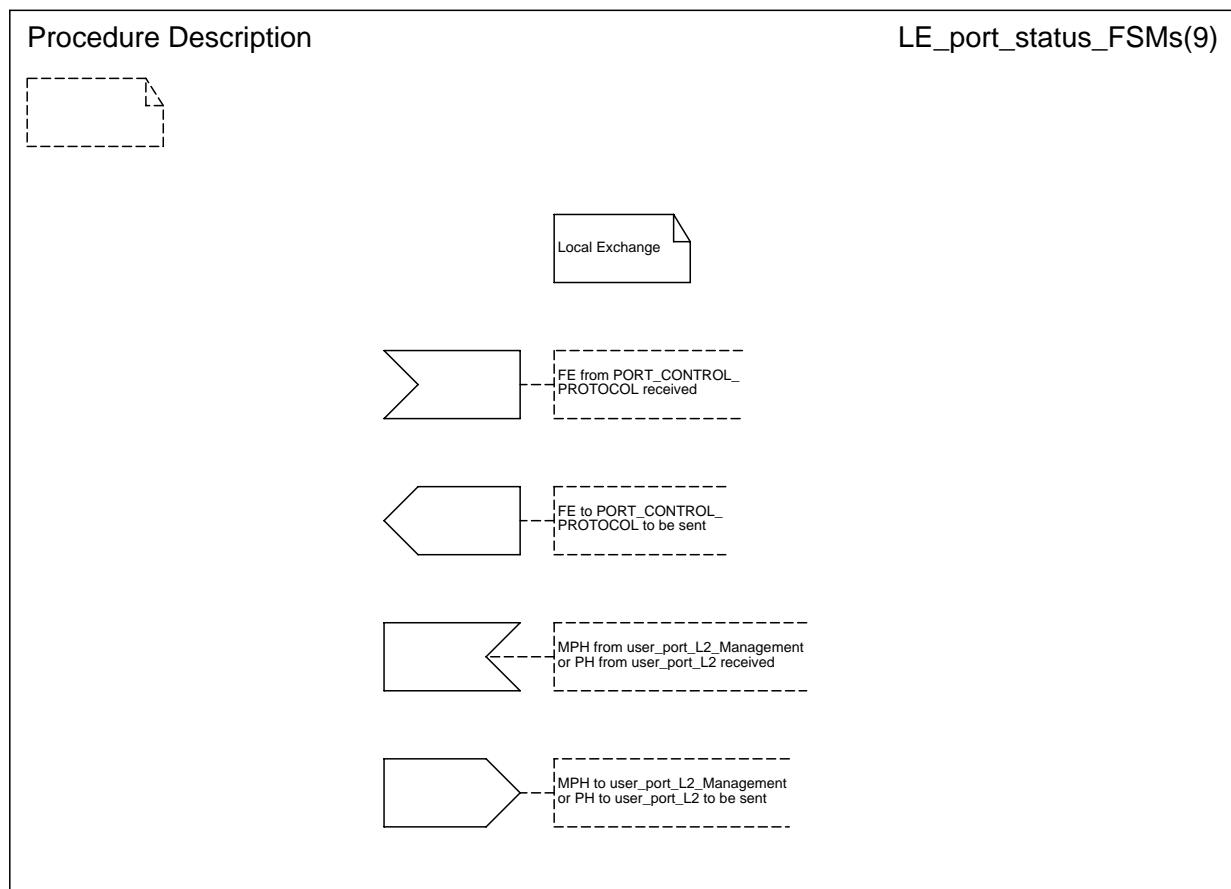 Procedure Description
LE_port_status_FSMs(9)
Local Exchange
FE from PORT_CONTROL_
PROTOCOL received
FE to PORT_CONTROL_
PROTOCOL to be sent
MPH from user_port_L2_Management
or PH from user_port_L2 received
MPH to user_port_L2_Management
or PH to user_port_L2 to be sent